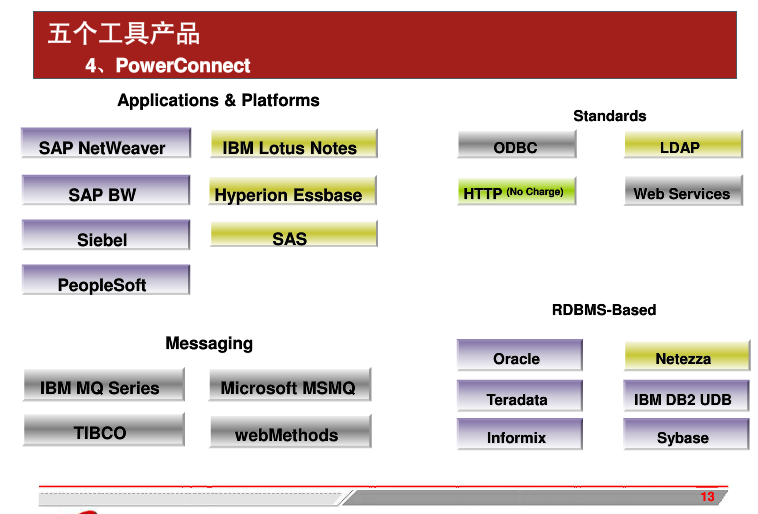 五个工具产品
4、PowerConnect
Applications & Platforms
SAP NetWeaver
IBM Lotus Notes
SAP BW
Hyperion Essbase
Siebel
SAS
PeopleSoft
Messaging
IBM MQ Series
Microsoft MSMQ
TIBCO
webMethods
Standards
ODBC
LDAP
HTTP (No Charge)
Web Services
RDBMS-Based
Oracle
Netezza
Teradata
IBM DB2 UDB
Informix
Sybase
13